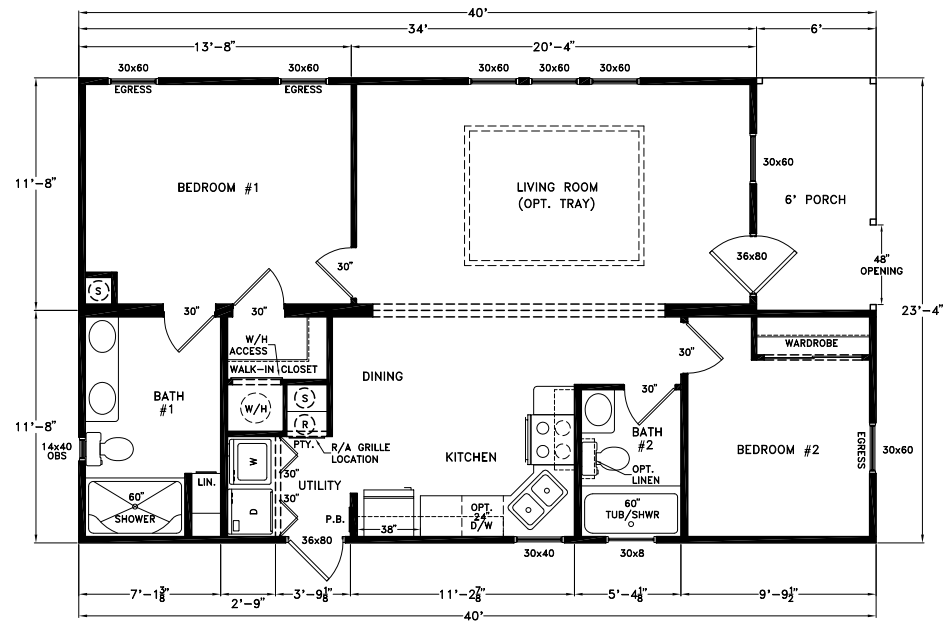 40'
34'
6'
13'-8"
20'-4"
30x60
30x60
30x60
30x60
30x60
EGRESS
EGRESS
11'-8"
BEDROOM #1
LIVING ROOM
(OPT. TRAY)
30x60
6' PORCH
36x80
48"
OPENING
30"
S
30"
30"
23'-4"
W/H
ACCESS
WALK-IN CLOSET
WARDROBE
30"
DINING
30"
BATH
#1
W/H
S
R
PTY.
R/A GRILLE
LOCATION
11'-8"
14x40
OBS
BATH
#2
BEDROOM #2
EGRESS
30x60
KITCHEN
W
30"
UTILITY
OPT.
LINEN
LIN.
60"
SHOWER
D
30"
P.B.
38"
OPT.
24"
D/W
60"
TUB/SHWR
36x80
30x40
30x8
7'-1 3/8"
2'-9"
3'-9 1/8"
11'-2 7/8"
5'-4 1/8"
9'-9 1/2"
40'